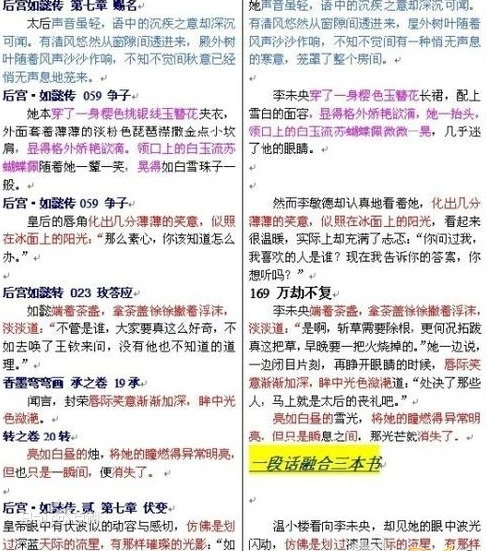 后宫如懿传 第七章 赐名
太后声音虽轻，语中的沉疾之意却深沉
可闻。有清风悠然从窗隙间透进来，殿外树
叶随着风声沙沙作响，不知不觉间秋意已经
悄无声息地笼来。
后宫·如懿传 059 争子
她本穿了一身樱色挑银线玉簪花夹衣，
外面套着薄薄的淡粉色琵琶襟撒金点小坎
肩，显得格外娇艳欲滴。领口上的白玉流苏
蝴蝶佩随着她一颦一笑，晃得如白雪珠子一
般。
后宫·如懿传 059 争子
皇后的唇角化出几分薄薄的笑意，似照
在冰面上的阳光：“那么素心，你该知道怎么
办。”
后宫如懿转 023 玫答应
如懿端着茶盏，拿茶盖徐徐撇着浮沫，
淡淡道：“不管是谁，大家要真这么好奇，不
如去唤了王钦来问，没有他也不知道的道
理。”
香墨弯弯画 承之卷 19 承
闻言，封荣唇际笑意渐渐加深，眸中光
色潋滟。
转之卷 20 转
亮如白昼的烛，将她的瞳燃得异常明亮，
但也只是一瞬间，便消失了。
后宫·如懿传 贰 第七章 伏变
皇帝眼中有伏波似的动容与感切，仿佛是划
过深蓝天际的流星，有那样璀璨的光影：“如
她声音虽轻，语中的沉疾之意却深沉可闻。
有清风悠然从窗隙间透进来，屋外树叶随着
风声沙沙作响，不知不觉间有一种悄无声息
的寒意，笼罩了整个房间。
李未央穿了一身樱色玉簪花长裙，配上
雪白的面容，显得格外娇艳欲滴，她一抬头，
领口上的白玉流苏蝴蝶佩微微一晃，几乎迷
了他的眼睛。
然而李敏德却认真地看着她，化出几分
薄薄的笑意，似照在冰面上的阳光，看起来
很温暖，实际上却充满了忐忑：“你问过我，
我喜欢的人是谁？现在我告诉你的答案，你
想听吗？”
169 万劫不复
李未央端着茶盏，拿茶盖徐徐撇着浮沫，
淡淡道：“是啊，斩草需要除根，更何况拓跋
真这把草，早晚要一把火烧掉的。”她一边说，
一边闭目片刻，再睁开眼睛的时候，唇际笑
意渐渐加深，眸中光色潋滟道：“处决了那些
人，马上就是太后的丧礼吧。”
亮如白昼的雪光，将她的瞳燃得异常明
亮，但只是瞬息之间，那光芒就消失了。
一段话融合三本书
温小楼看向李未央，却见她的眼中波光
闪动，仿佛是划过漆黑天际的流星，有那样